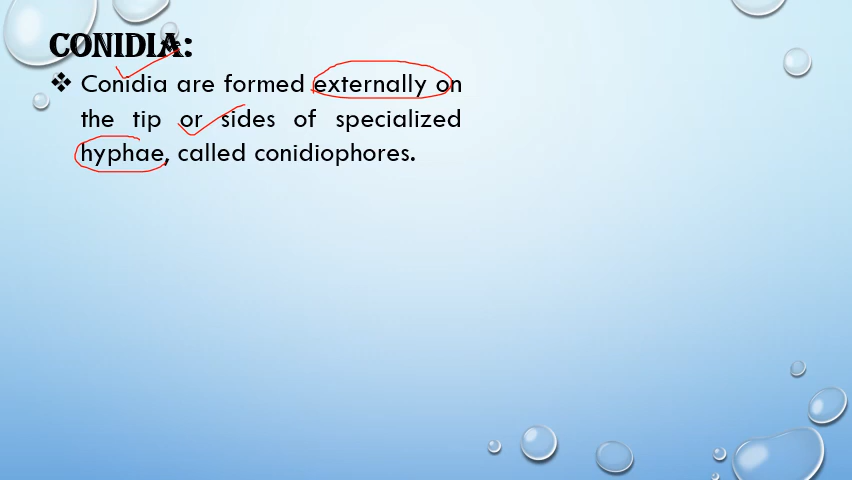 CONIDIA:
❖ Conidia are formed externally on
the tip or sides of specialized
hyphae, called conidiophores.